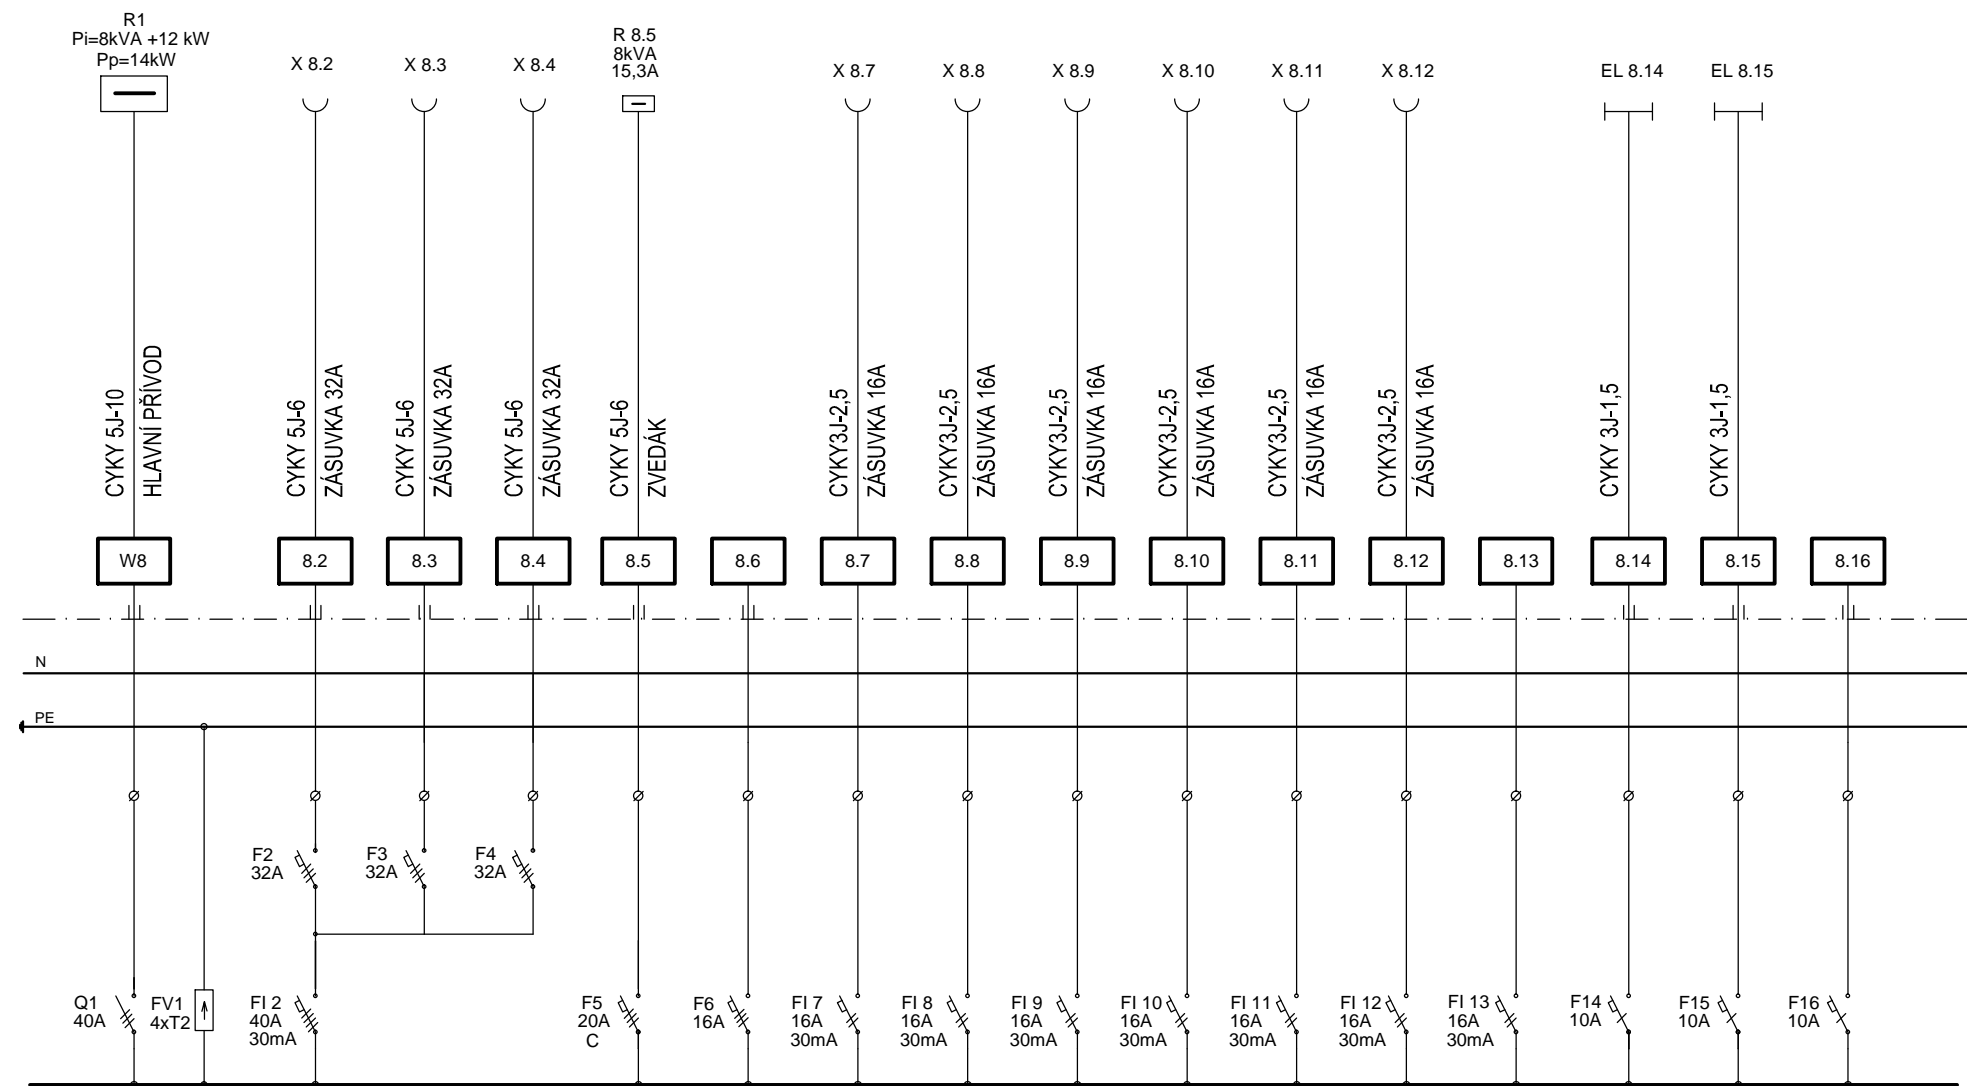 R1
Pi=8kVA +12 kW
Pp=14kW
X 8.2
X 8.3
X 8.4
R 8.5
8kVA
15,3A
X 8.7
X 8.8
X 8.9
X 8.10
X 8.11
X 8.12
EL 8.14
EL 8.15
CYKY 5J-10
HLAVNÍ PŘÍVOD
CYKY 5J-6
ZÁSUVKA 32A
CYKY 5J-6
ZÁSUVKA 32A
CYKY 5J-6
ZÁSUVKA 32A
CYKY 5J-6
ZVEDÁK
CYKY3J-2,5
ZÁSUVKA 16A
CYKY3J-2,5
ZÁSUVKA 16A
CYKY3J-2,5
ZÁSUVKA 16A
CYKY3J-2,5
ZÁSUVKA 16A
CYKY3J-2,5
ZÁSUVKA 16A
CYKY3J-2,5
ZÁSUVKA 16A
CYKY 3J-1,5
CYKY 3J-1,5
W8
8.2
8.3
8.4
8.5
8.6
8.7
8.8
8.9
8.10
8.11
8.12
8.13
8.14
8.15
8.16
N
PE
F2
32A
F3
32A
F4
32A
Q1
40A
FV1
4xT2
FI 2
40A
30mA
F5
20A
C
F6
16A
FI 7
16A
30mA
FI 8
16A
30mA
FI 9
16A
30mA
FI 10
16A
30mA
FI 11
16A
30mA
FI 12
16A
30mA
FI 13
16A
30mA
F14
10A
F15
10A
F16
10A